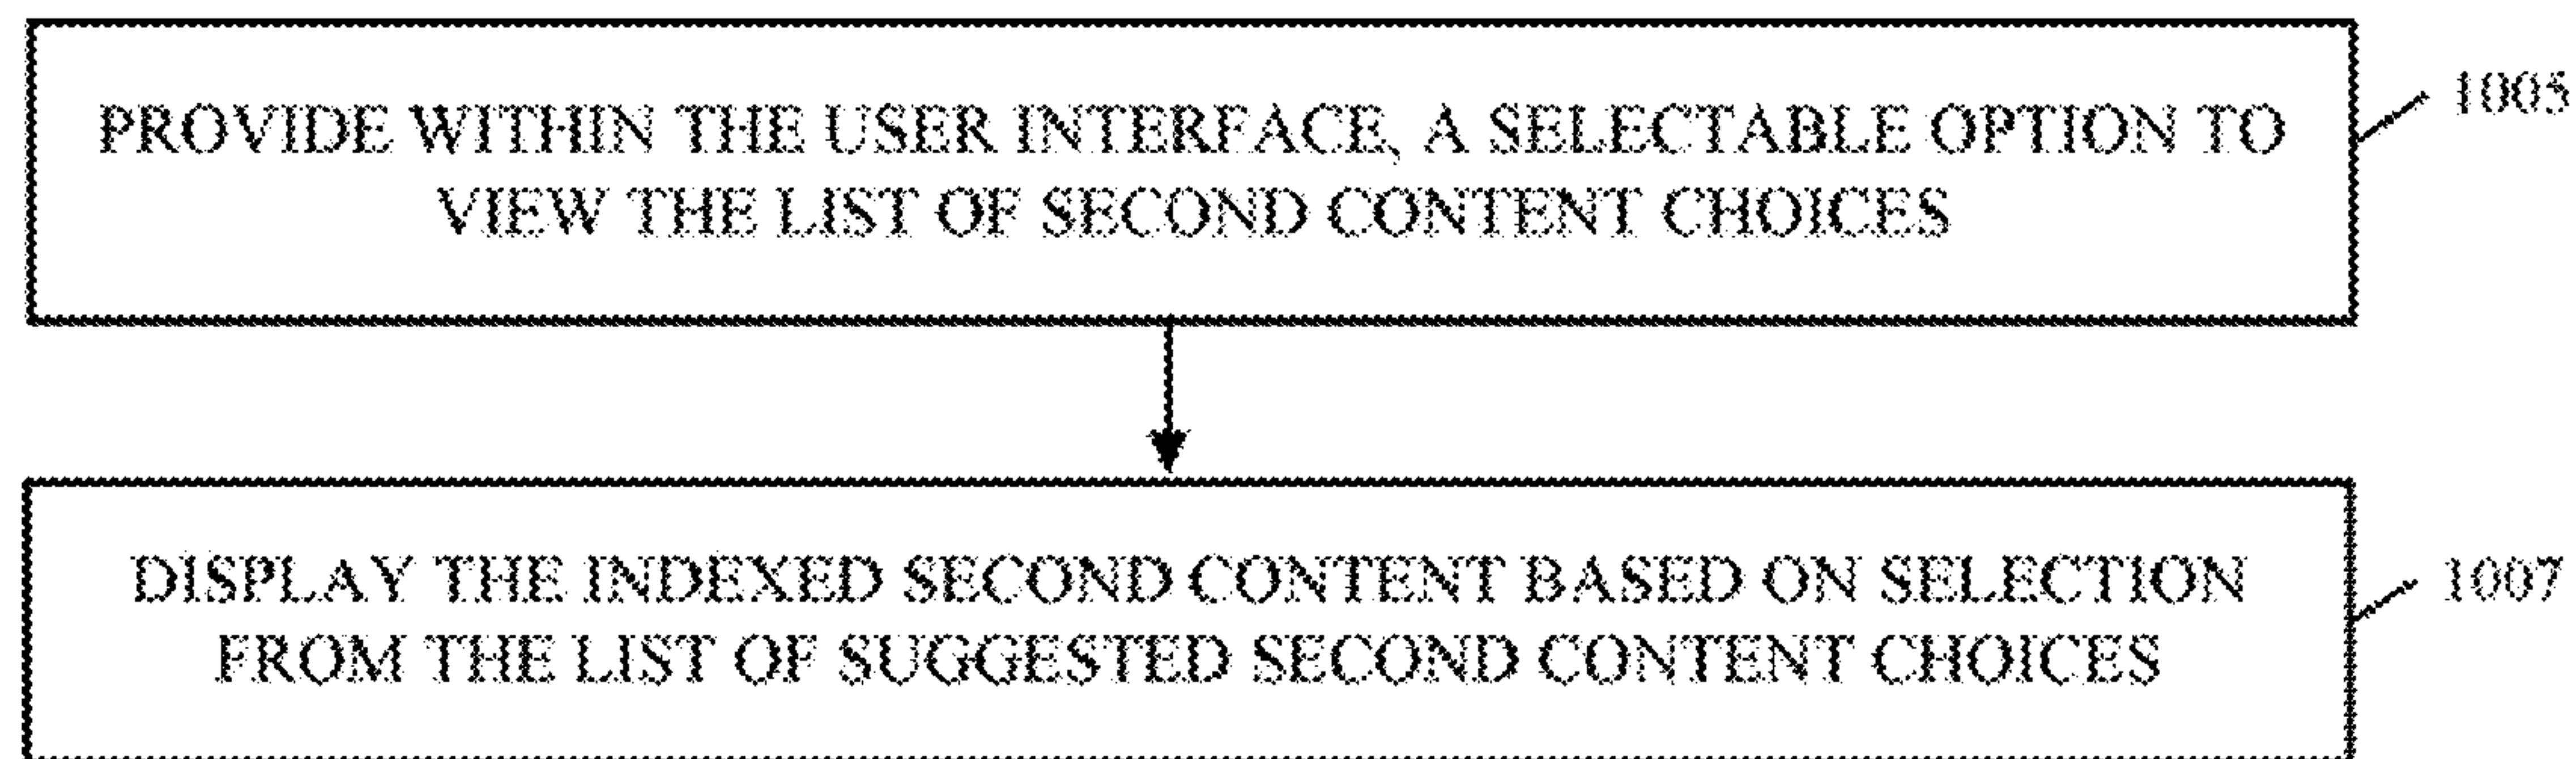 PROVIDE WITHIN THE USER INTERFACE, A SELECTABLE OPTION TO
VIEW THE LIST OF SECOND CONTENT CHOICES
1005
DISPLAY THE INDEXED SECOND CONTENT BASED ON SELECTION
FROM THE LIST OF SUGGESTED SECOND CONTENT CHOICES
1007